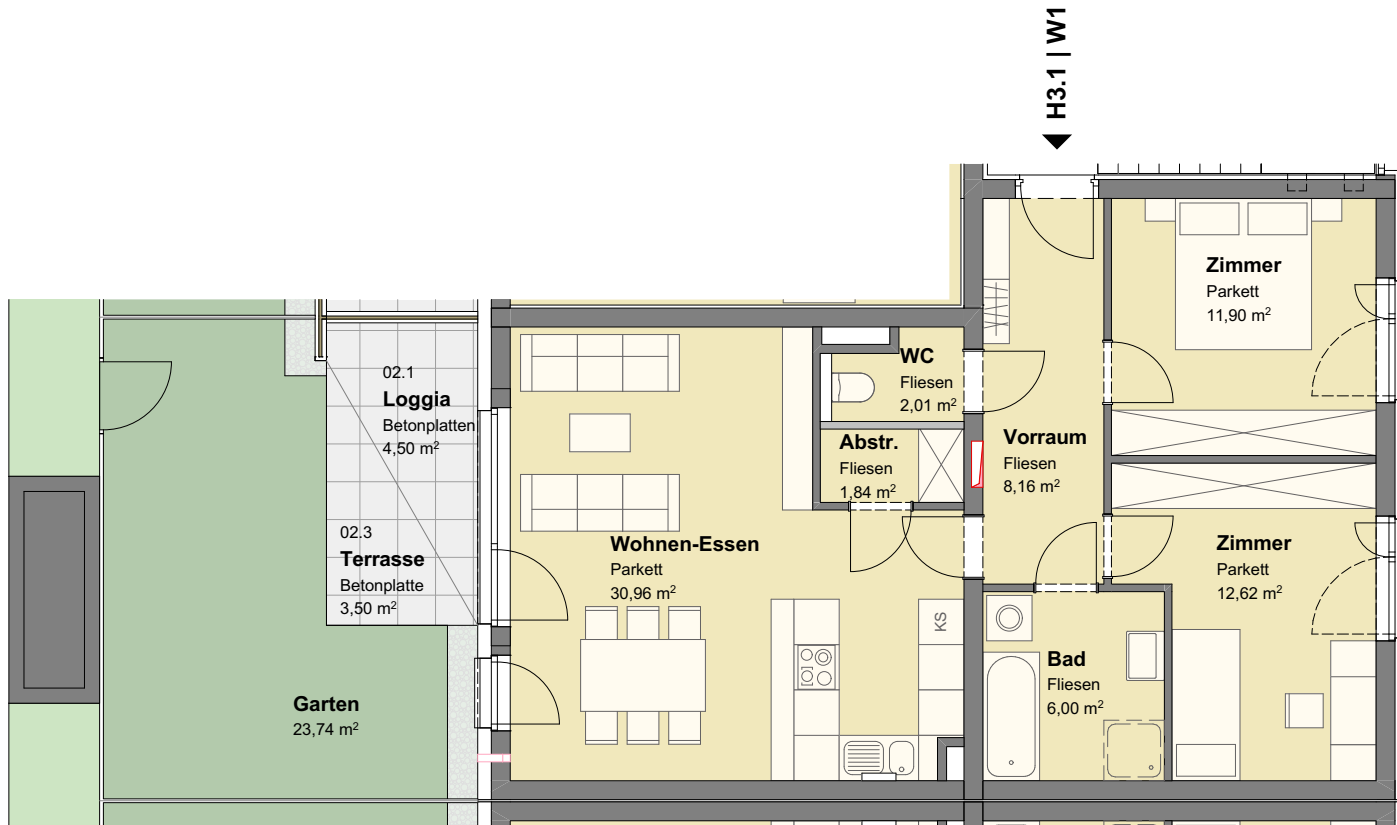 H3.1 | W1
Zimmer
Parkett
11,90 m²
WC
Fliesen
2,01 m²
02.1
Loggia
Betonplatten
4,50 m²
Abstr.
Fliesen
1,84 m²
Vorraum
Fliesen
8,16 m²
02.3
Terrasse
Betonplatte
3,50 m²
Wohnen-Essen
Parkett
30,96 m²
Zimmer
Parkett
12,62 m²
KS
Bad
Fliesen
6,00 m²
Garten
23,74 m²